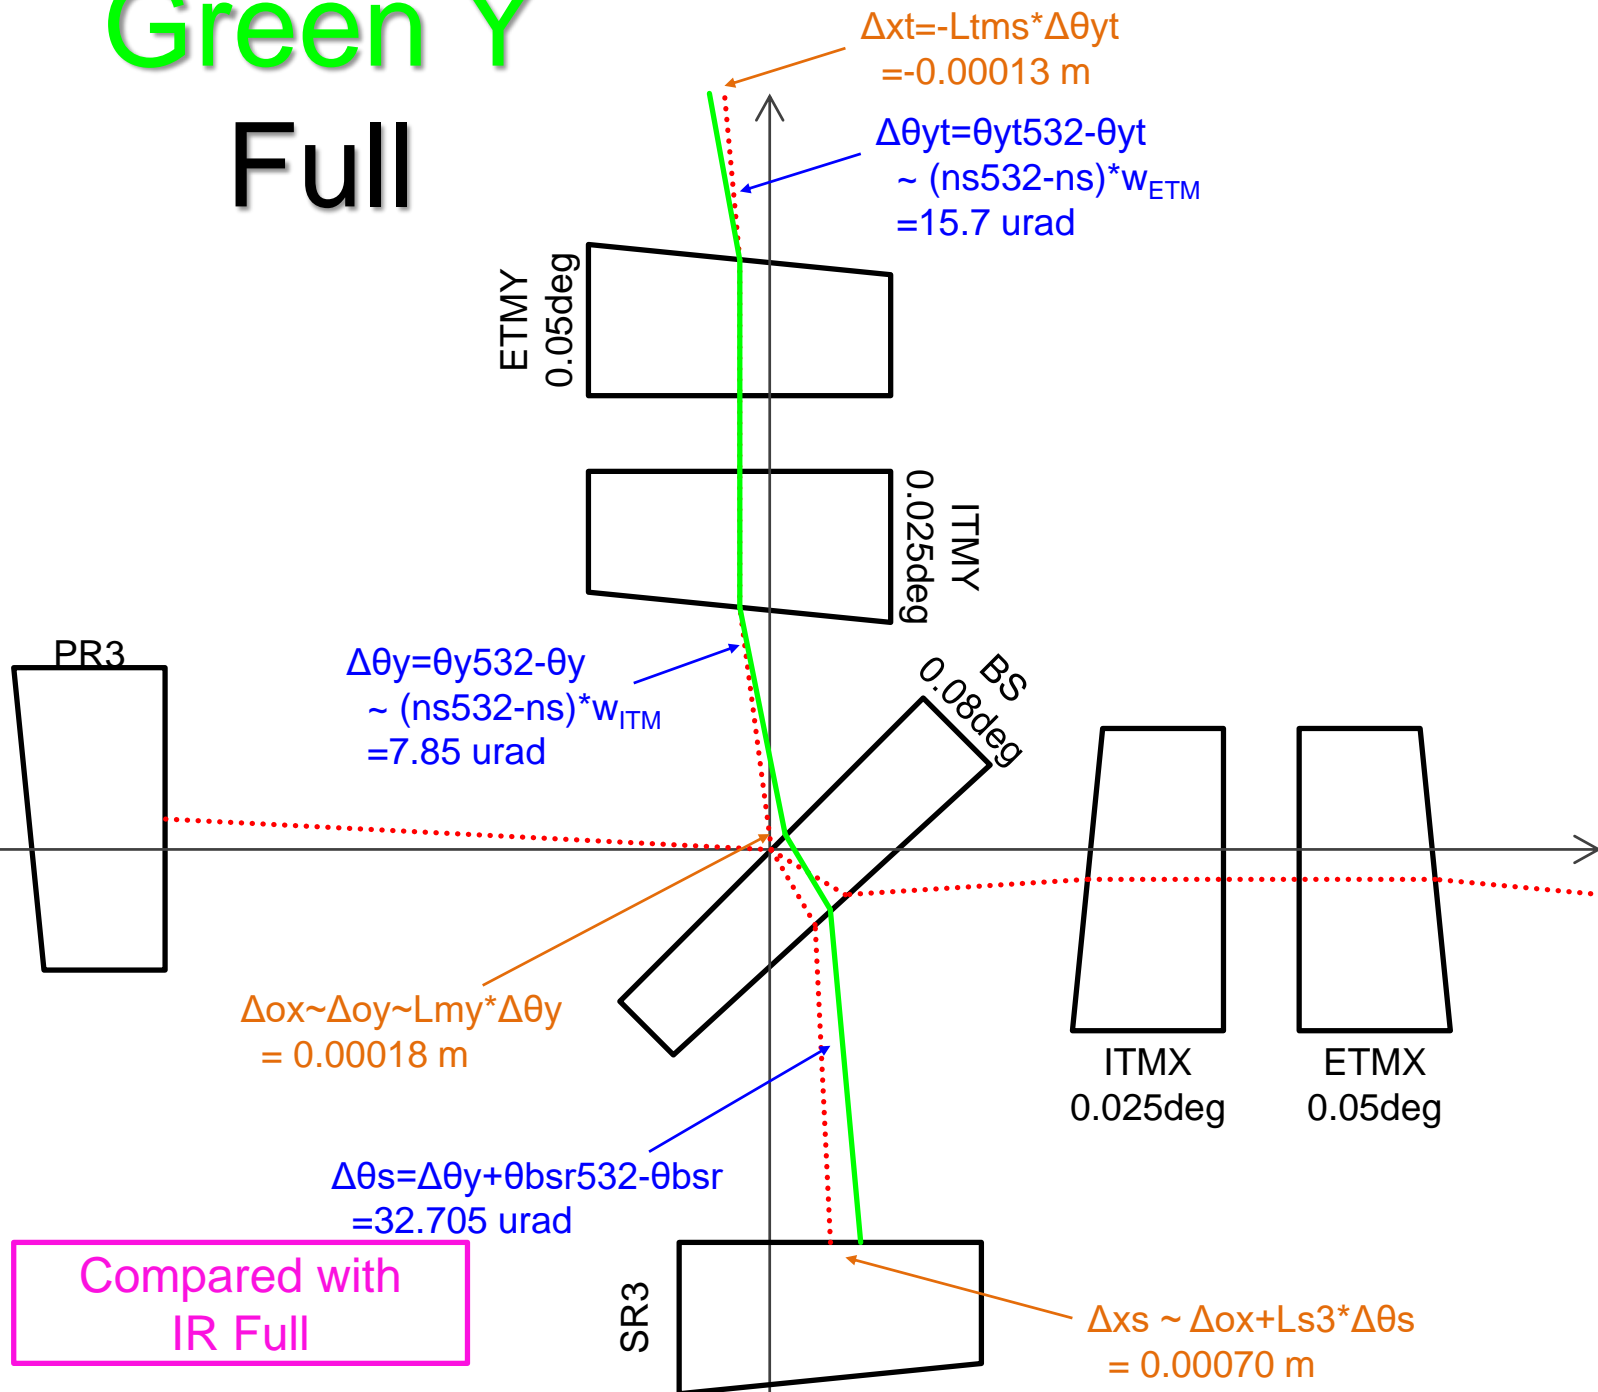 Green Y
Full
Δxt=-Ltms*Δθyt
=-0.00013 m
Δθyt=θyt532-θyt
~ (ns532-ns)*wETM
=15.7 urad
ETMY
0.05deg
ITMY
0.025deg
PR3
Δθy=θy532-θy
~ (ns532-ns)*wITM
=7.85 urad
BS
0.08deg
Δox~Δoy~Lmy*Δθy
= 0.00018 m
ITMX
0.025deg
ETMX
0.05deg
Δθs=Δθy+θbsr532-θbsr
=32.705 urad
Compared with
IR Full
SR3
Δxs ~ Δox+Ls3*Δθs
= 0.00070 m